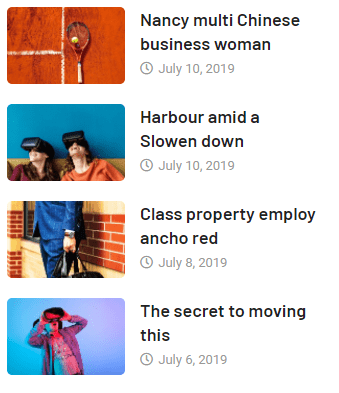 Nancy multi Chinese
business woman
July 10, 2019
Harbour amid a
Slowen down
July 10, 2019
Class property employ
ancho red
July 8, 2019
The secret to moving
this
July 6, 2019